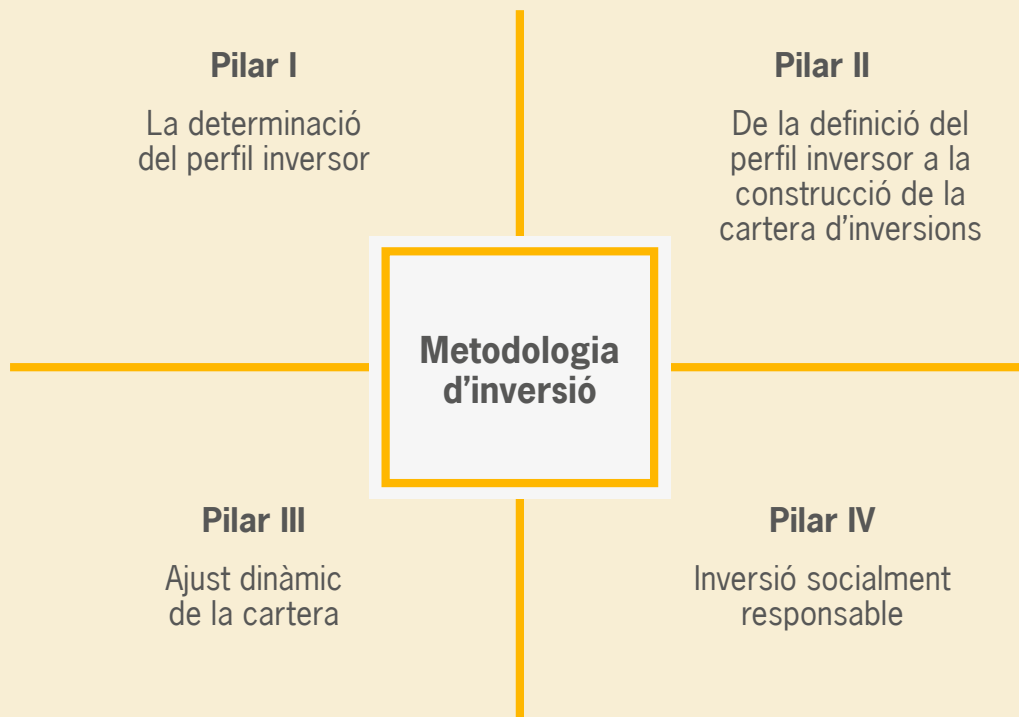 Pilar I
La determinació
del perfil inversor
Pilar II
De la definició del
perfil inversor a la
construcció de la
cartera d'inversions
Metodologia
d'inversió
Pilar III
Ajust dinàmic
de la cartera
Pilar IV
Inversió socialment
responsable